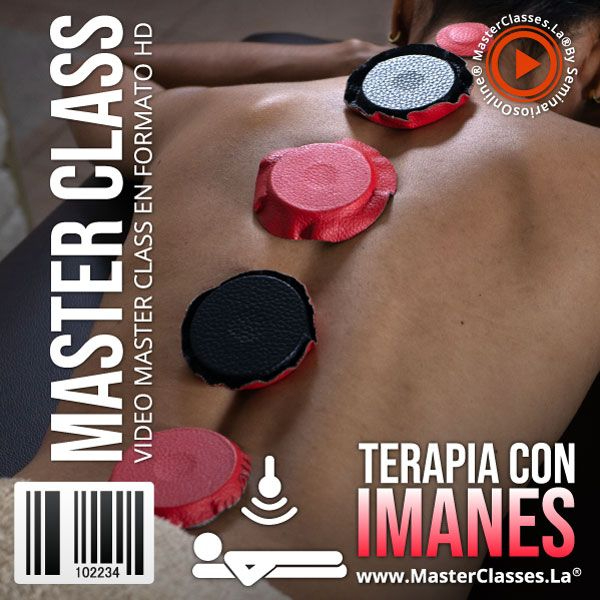 MASTER CLASS
VIDEO MASTER CLASS EN FORMATO HD
MasterClasses.La® By SeminariosOnline®
TERAPIA CON
IMANES
www.MasterClasses.La®
102234